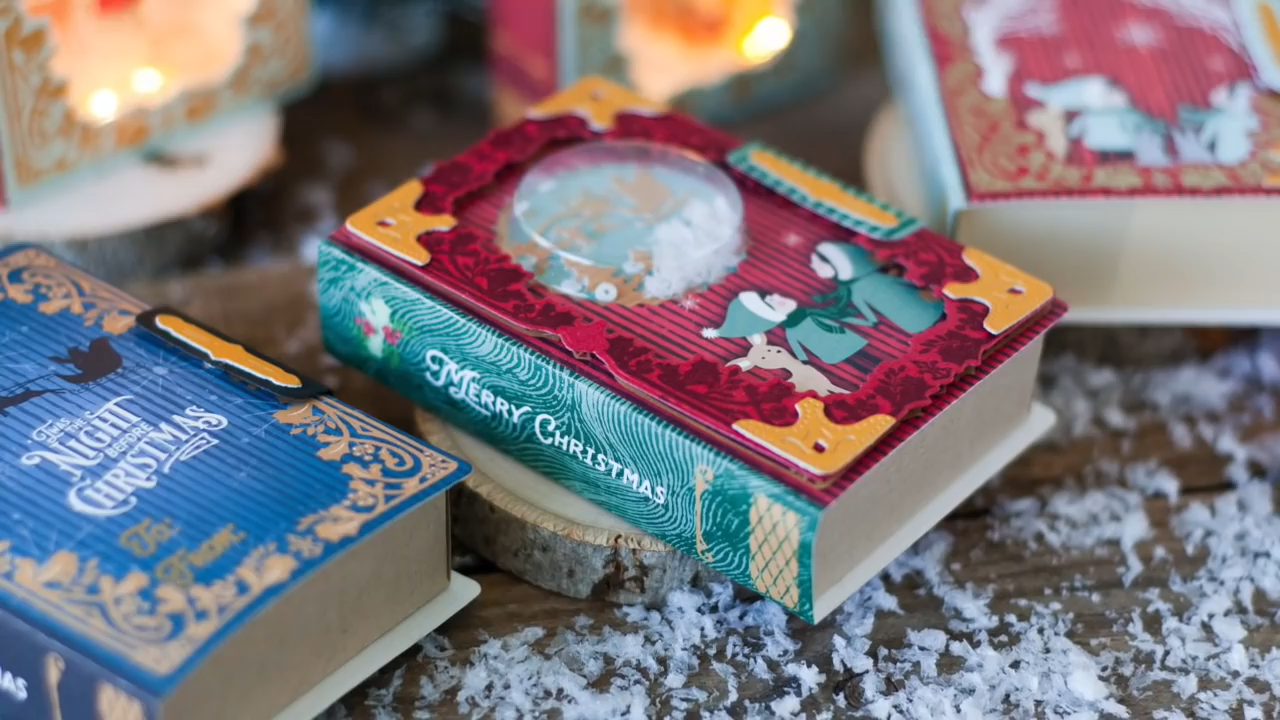 MERRY CHRISTMAS
'TWAS
THE
NIGHT
BEFORE
CHRISTMAS
To:
From: